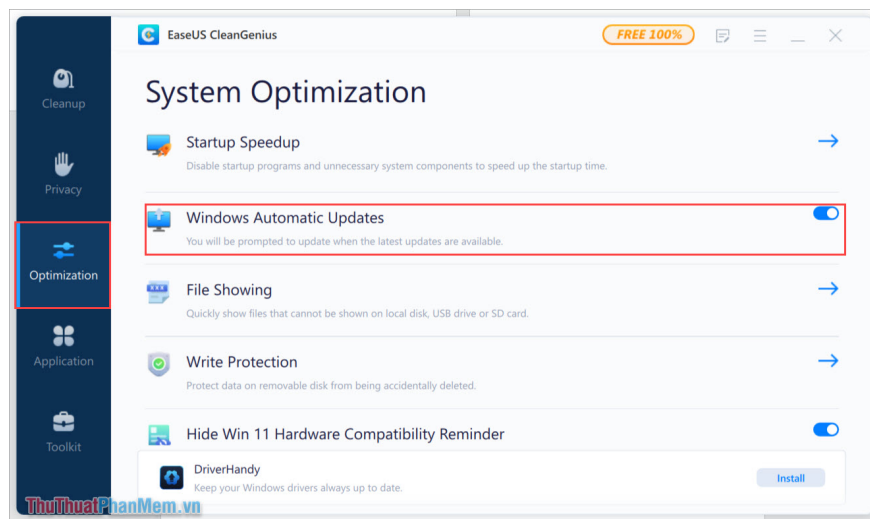 EaseUS CleanGenius
FREE 100%
Cleanup
Privacy
Optimization
Application
Toolkit
System Optimization
Startup Speedup
Disable startup programs and unnecessary system components to speed up the startup time.
Windows Automatic Updates
You will be prompted to update when the latest updates are available.
File Showing
Quickly show files that cannot be shown on local disk, USB drive or SD card.
Write Protection
Protect data on removable disk from being accidentally deleted.
Hide Win 11 Hardware Compatibility Reminder
DriverHandy
Keep your Windows drivers always up to date.
Install
ThuThuatPhanMem.vn